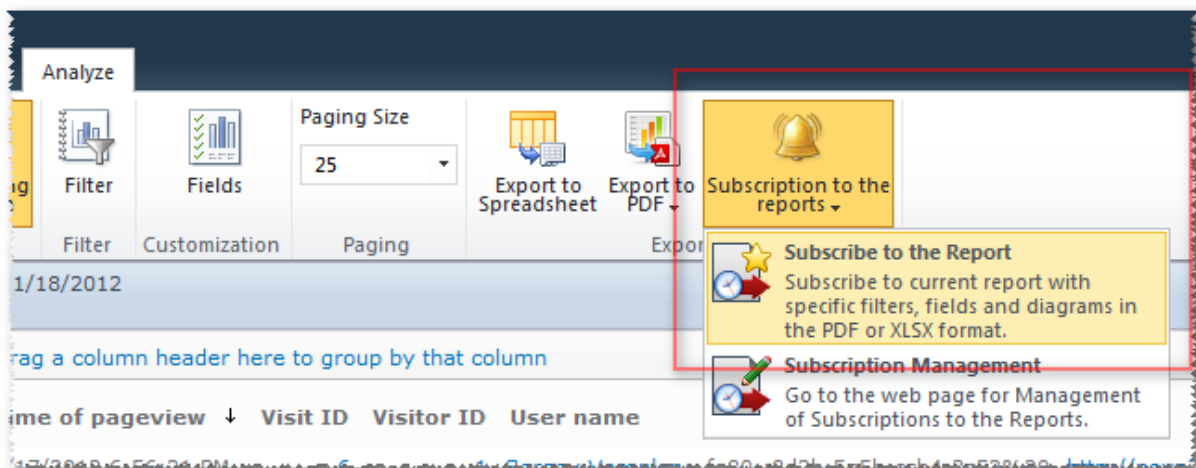 Analyze
Paging Size
25
Filter
Fields
Export to
Spreadsheet
Export to
PDF
Subscription to the
reports
Filter
Customization
Paging
Subscribe to the Report
Subscribe to current report with
specific filters, fields and diagrams in
the PDF or XLSX format.
Subscription Management
Go to the web page for Management
of Subscriptions to the Reports.
1/18/2012
a column header here to group by that column
of pageview ↓ Visit ID Visitor ID User name